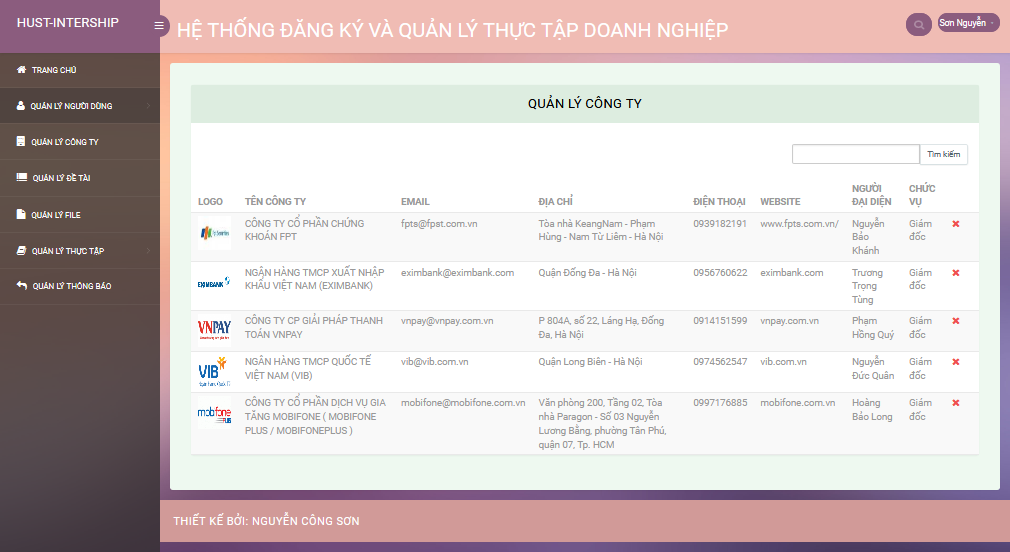 HUST-INTERSHIP
HỆ THỐNG ĐĂNG KÝ VÀ QUẢN LÝ THỰC TẬP DOANH NGHIỆP
Sơn Nguyễn
TRANG CHỦ
QUẢN LÝ NGƯỜI DÙNG
QUẢN LÝ CÔNG TY
QUẢN LÝ ĐỀ TÀI
QUẢN LÝ FILE
QUẢN LÝ THỰC TẬP
QUẢN LÝ THÔNG BÁO
QUẢN LÝ CÔNG TY
Tìm kiếm
LOGO TÊN CÔNG TY EMAIL ĐỊA CHỈ ĐIỆN THOẠI WEBSITE NGƯỜI CHỨC
ĐẠI DIỆN VỤ
CÔNG TY CỔ PHẦN CHỨNG fpts@fpst.com.vn Tòa nhà KeangNam - Phạm 0939182191 www.fpts.com.vn/ Nguyễn Giám
KHOÁN FPT Hùng - Nam Từ Liêm - Hà Nội Bảo đốc
Khánh
EXIMBANK NGÂN HÀNG TMCP XUẤT NHẬP eximbank@eximbank.com Quận Đống Đa - Hà Nội 0956760622 eximbank.com Trương Giám
KHẨU VIỆT NAM (EXIMBANK) Trọng đốc
Tùng
VNPAY CÔNG TY CP GIẢI PHÁP THANH vnpay@vnpay.com.vn P 804A, số 22, Láng Hạ, Đống 0914151599 vnpay.com.vn Phạm Giám
TOÁN VNPAY Đa, Hà Nội Hồng Quý đốc
VIB NGÂN HÀNG TMCP QUỐC TẾ vib@vib.com.vn Quận Long Biên - Hà Nội 0974562547 vib.com.vn Nguyễn Giám
VIỆT NAM (VIB) Đức Quân đốc
mobifone CÔNG TY CỔ PHẦN DỊCH VỤ GIA mobifone@mobifone.com.vn Văn phòng 200, Tầng 02, Tòa 0997176885 mobifone.com.vn Hoàng Giám
PLUS TĂNG MOBIFONE ( MOBIFONE nhà Paragon - Số 03 Nguyễn Bảo Long đốc
PLUS / MOBIFONEPLUS ) Lương Bằng, phường Tân Phú,
quận 07, Tp. HCM
THIẾT KẾ BỞI: NGUYỄN CÔNG SƠN